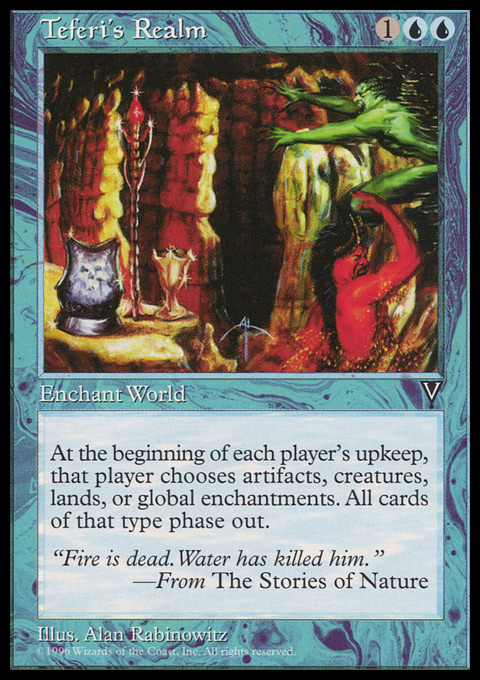 Teferi's Realm 1
Enchant World V
At the beginning of each player's upkeep,
that player chooses artifacts, creatures,
lands, or global enchantments. All cards
of that type phase out.
“Fire is dead. Water has killed him.”
—From The Stories of Nature
Illus. Alan Rabinowitz
©1996 Wizards of the Coast, Inc. All rights reserved.